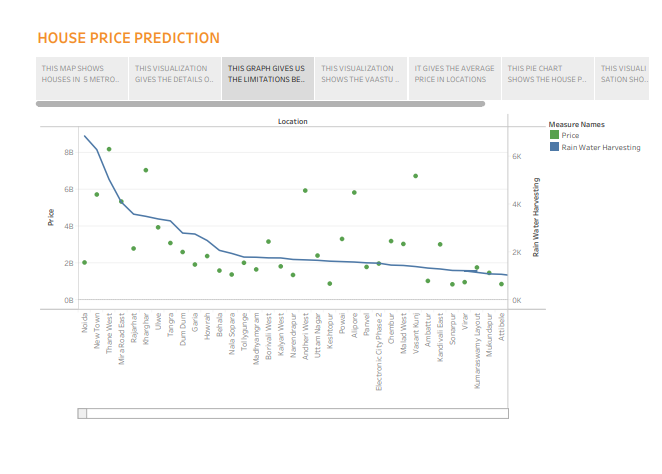 HOUSE PRICE PREDICTION
THIS MAP SHOWS
HOUSES IN 5 METRO..
THIS VISUALIZATION
GIVES THE DETAILS O..
THIS GRAPH GIVES US
THE LIMITATIONS BE..
THIS VISUALIZATION
SHOWS THE VAASTU ..
IT GIVES THE AVERAGE
PRICE IN LOCATIONS
THIS PIE CHART
SHOWS THE HOUSE P..
THIS VISUALI
SATION SHO..
Location
Measure Names
Price
Rain Water Harvesting
8B
6B
4B
2B
0B
Price
6K
4K
2K
0K
Rain Water Harvesting
Noida
New Town
Thane West
Mira Road East
Rajarhat
Kharghar
Ulwe
Tangra
Dum Dum
Garia
Howrah
Behala
Nala Sopara
Tollygunge
Madhyamgram
Borivali West
Kalyan West
Narendrapur
Andheri West
Uttam Nagar
Keshtopur
Powai
Alipore
Panvel
Electronic City Phase 2
Chembur
Malad West
Vasant Kunj
Ambattur
Kandivali East
Sonarpur
Virar
Kumaraswamy Layout
Mukundapur
Attibele